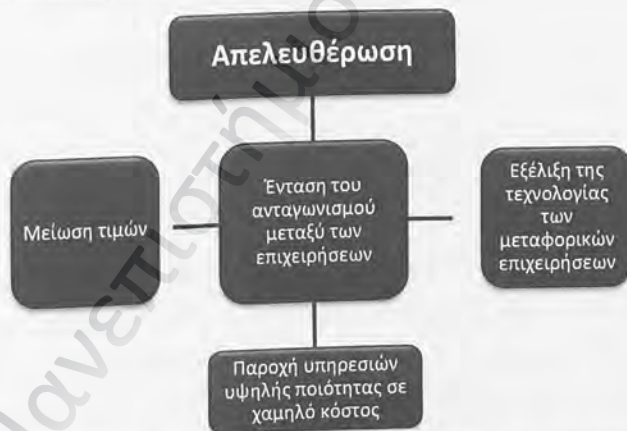 Απελευθέρωση
Μείωση τιμών
Ένταση του
ανταγωνισμού
μεταξύ των
επιχειρήσεων
Εξέλιξη της
τεχνολογίας
των
μεταφορικών
επιχειρήσεων
Παροχή υπηρεσιών
υψηλής ποιότητας σε
χαμηλό κόστος